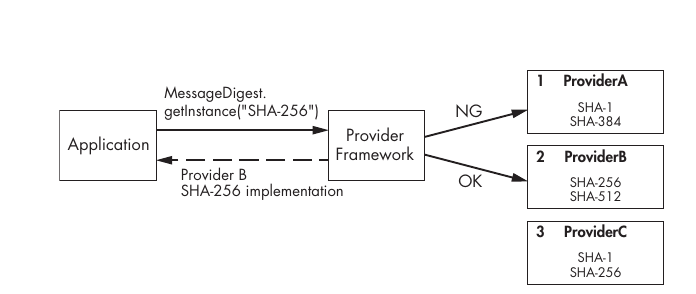 MessageDigest.
getInstance("SHA-256")
Application
Provider
Framework
Provider B
SHA-256 implementation
NG
OK
1 ProviderA
SHA-1
SHA-384
2 ProviderB
SHA-256
SHA-512
3 ProviderC
SHA-1
SHA-256